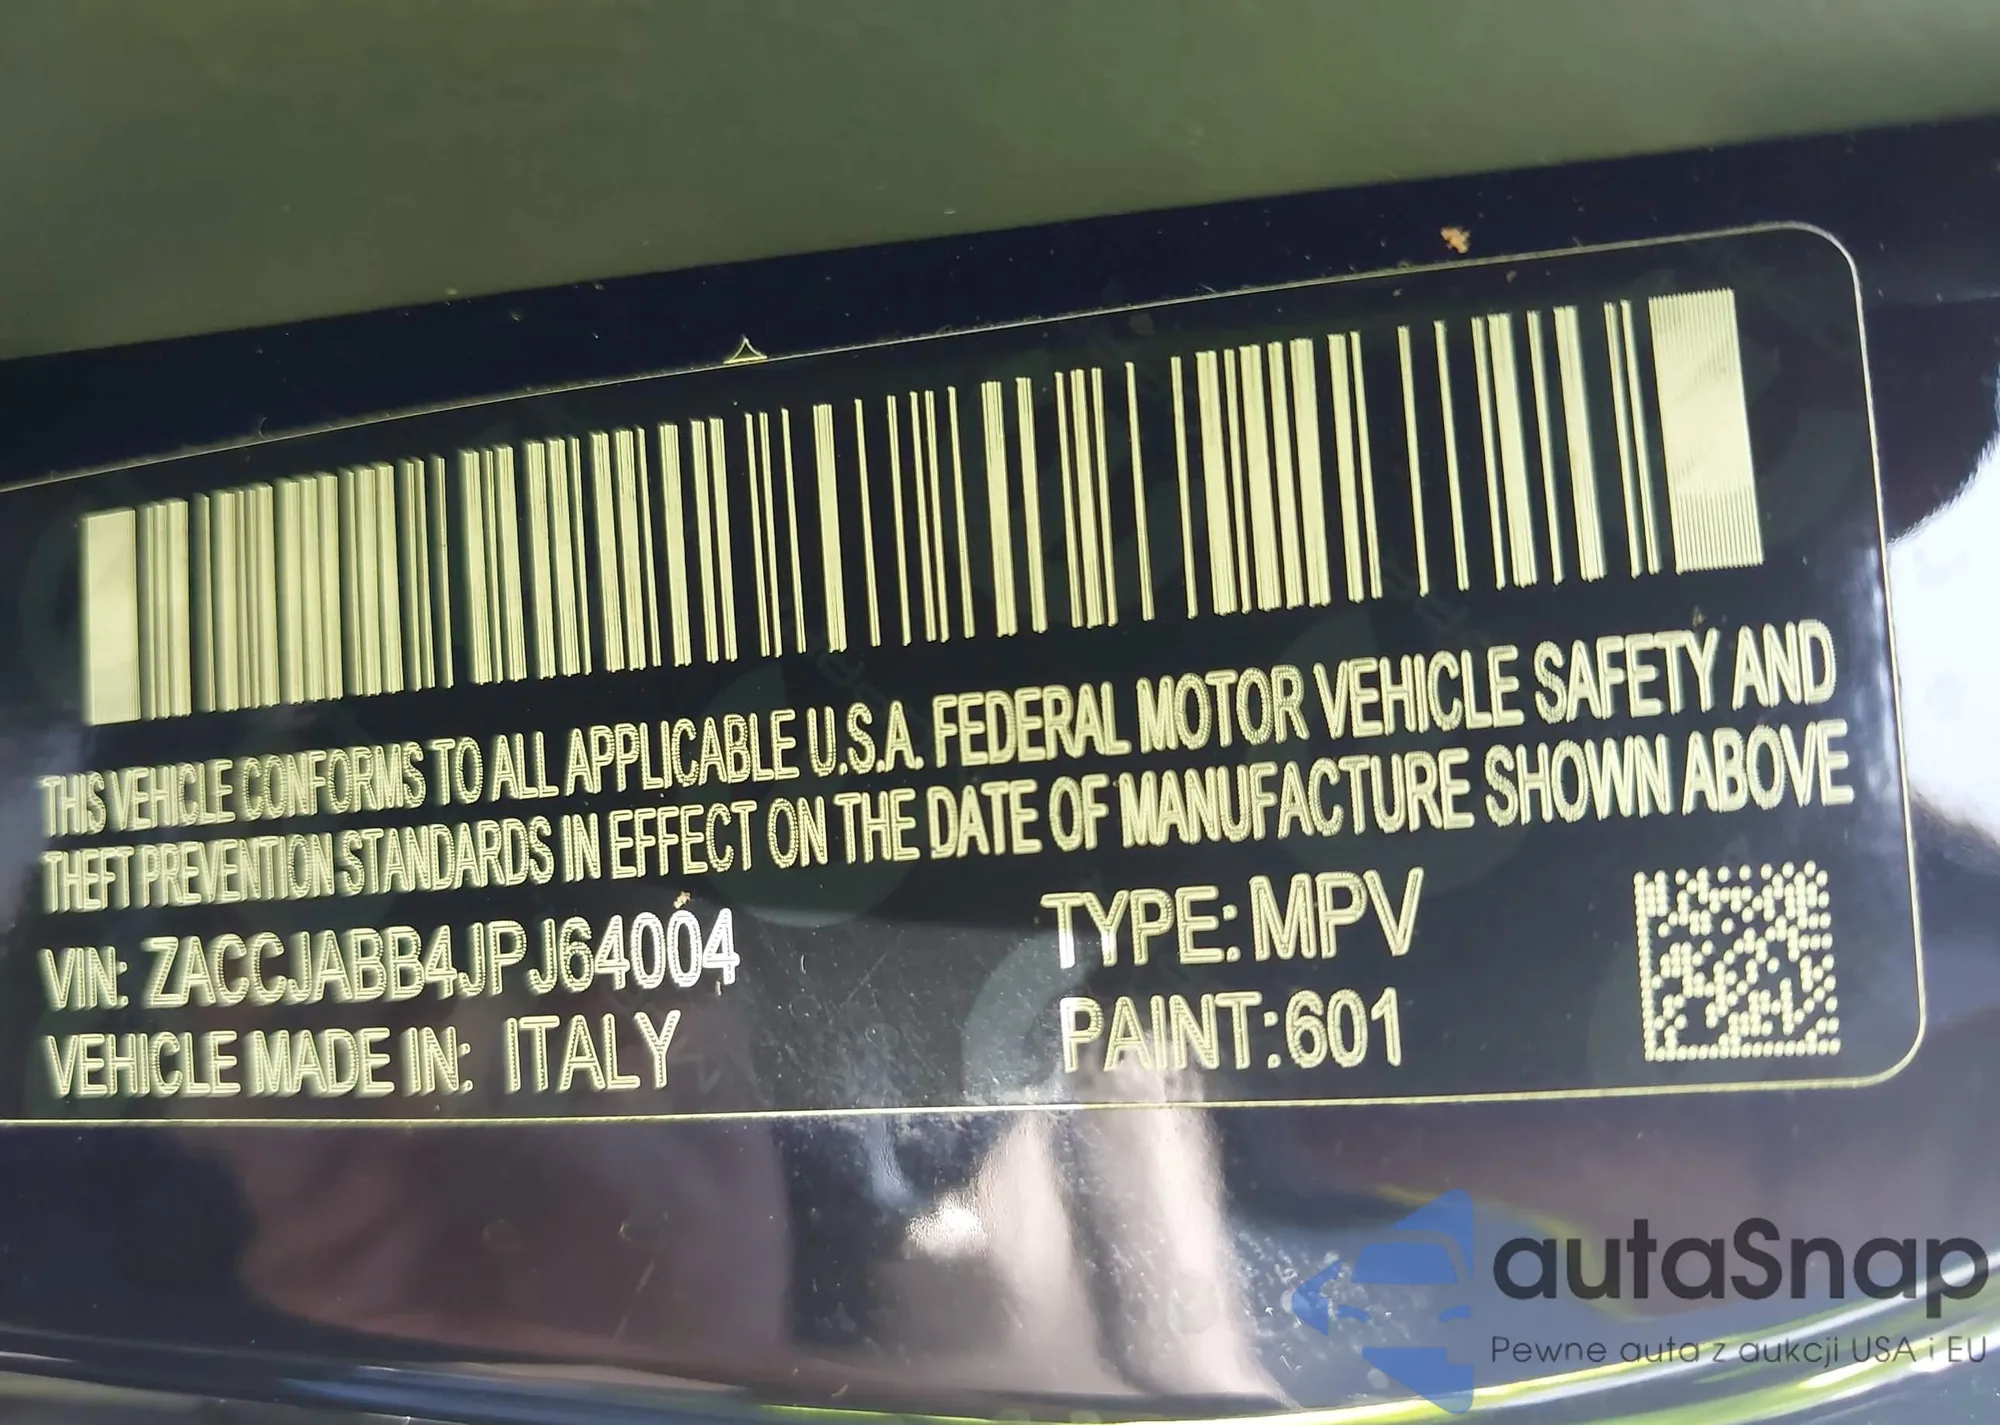 THIS VEHICLE CONFORMS TO ALL APPLICABLE U.S.A. FEDERAL MOTOR VEHICLE SAFETY AND
THEFT PREVENTION STANDARDS IN EFFECT ON THE DATE OF MANUFACTURE SHOWN ABOVE
VIN: ZACCJABB4JPJ64004
TYPE: MPV
VEHICLE MADE IN: ITALY
PAINT:601
autaSnap
Pewne auta z aukcji USA i EU